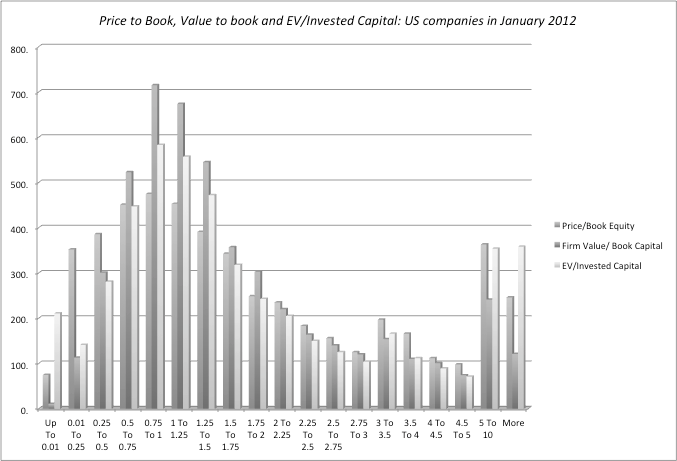 Price to Book, Value to book and EV/Invested Capital: US companies in January 2012
800.
700.
600.
500.
400.
300.
200.
100.
0.
Up To 0.01
0.01 To 0.25
0.25 To 0.5
0.5 To 0.75
0.75 To 1
1 To 1.25
1.25 To 1.5
1.5 To 1.75
1.75 To 2
2 To 2.25
2.25 To 2.5
2.5 To 2.75
2.75 To 3
3 To 3.5
3.5 To 4
4 To 4.5
4.5 To 5
5 To 10
More
Price/Book Equity
Firm Value/ Book Capital
EV/Invested Capital